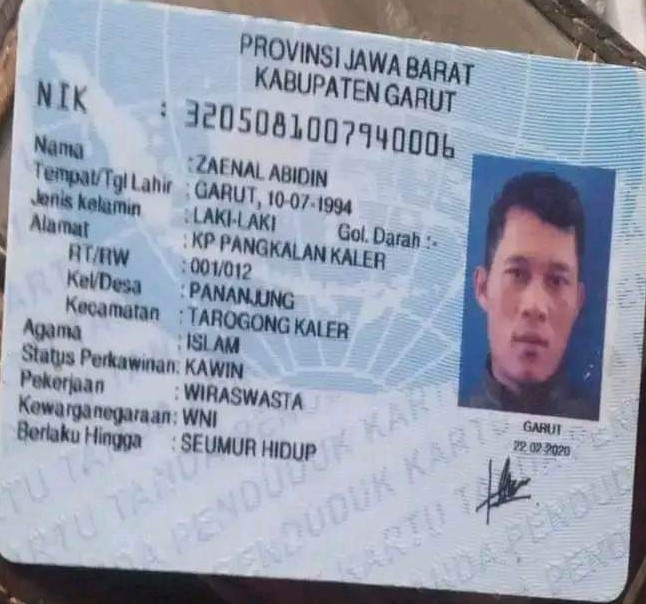 PROVINSI JAWA BARAT
KABUPATEN GARUT
NIK : 3205081007940006
Nama : ZAENAL ABIDIN
Tempat/Tgl Lahir : GARUT, 10-07-1994
Jenis kelamin : LAKI-LAKI Gol. Darah :-
Alamat : KP PANGKALAN KALER
RT/RW : 001/012
Kel/Desa : PANANJUNG
Kecamatan : TAROGONG KALER
Agama : ISLAM
Status Perkawinan: KAWIN
Pekerjaan : WIRASWASTA
Kewarganegaraan: WNI
Berlaku Hingga : SEUMUR HIDUP
GARUT
22-02-2020
KARTU TANDA PENDUDUK